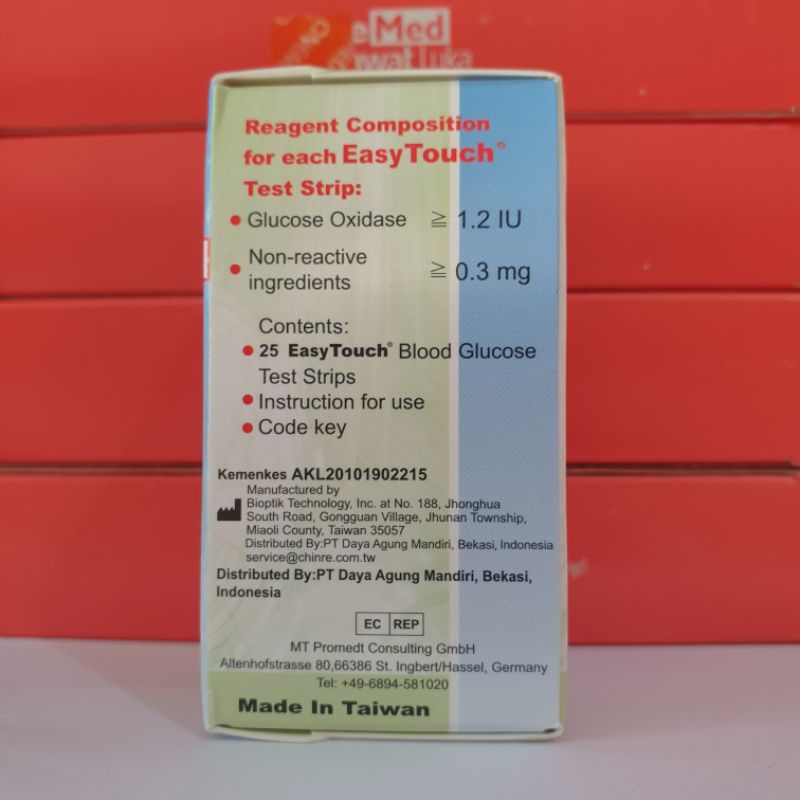 e Med
Luka
Reagent Composition
for each EasyTouch®
Test Strip:
• Glucose Oxidase ≧ 1.2 IU
• Non-reactive
ingredients ≧ 0.3 mg
Contents:
• 25 EasyTouch® Blood Glucose
Test Strips
• Instruction for use
• Code key
Kemenkes AKL20101902215
Manufactured by
Bioptik Technology, Inc. at No. 188, Jhonghua
South Road, Gongguan Village, Jhunan Township,
Miaoli County, Taiwan 35057
Distributed By:PT Daya Agung Mandiri, Bekasi, Indonesia
service@chinre.com.tw
Distributed By:PT Daya Agung Mandiri, Bekasi,
Indonesia
EC REP
MT Promedt Consulting GmbH
Altenhofstrasse 80,66386 St. Ingbert/Hassel, Germany
Tel: +49-6894-581020
Made In Taiwan